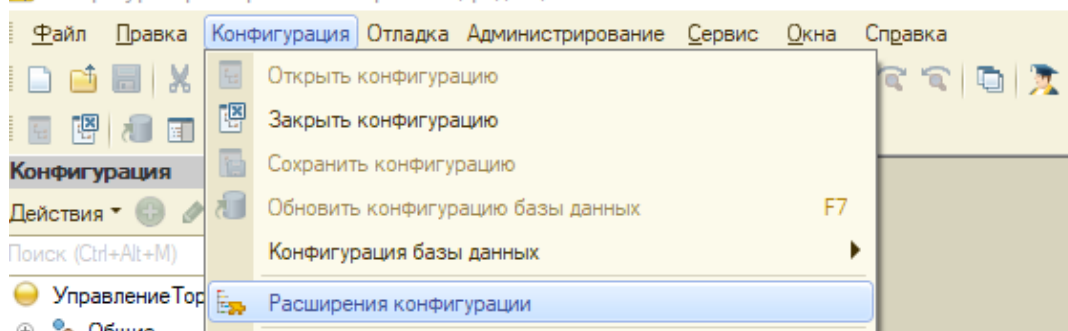 Файл Правка Конфигурация Отладка Администрирование Сервис Окна Справка
Открыть конфигурацию
Закрыть конфигурацию
Сохранить конфигурацию
Обновить конфигурацию базы данных F7
Конфигурация базы данных
Расширения конфигурации
Конфигурация
Действия
Поиск (Ctrl+Alt+M)
УправлениеТор
Общие